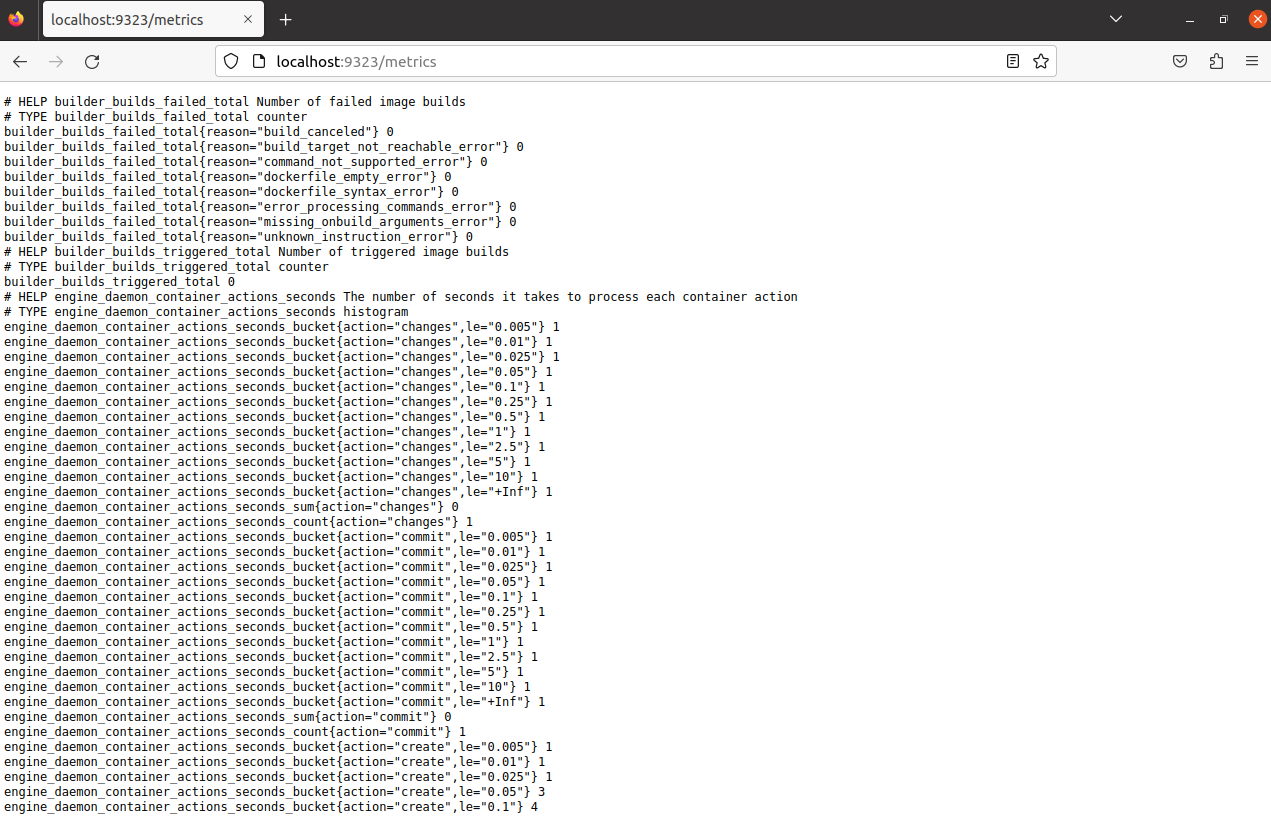 localhost:9323/metrics
localhost:9323/metrics
# HELP builder_builds_failed_total Number of failed image builds
# TYPE builder_builds_failed_total counter
builder_builds_failed_total{reason="build_canceled"} 0
builder_builds_failed_total{reason="build_target_not_reachable_error"} 0
builder_builds_failed_total{reason="command_not_supported_error"} 0
builder_builds_failed_total{reason="dockerfile_empty_error"} 0
builder_builds_failed_total{reason="dockerfile_syntax_error"} 0
builder_builds_failed_total{reason="error_processing_commands_error"} 0
builder_builds_failed_total{reason="missing_onbuild_arguments_error"} 0
builder_builds_failed_total{reason="unknown_instruction_error"} 0
# HELP builder_builds_triggered_total Number of triggered image builds
# TYPE builder_builds_triggered_total counter
builder_builds_triggered_total 0
# HELP engine_daemon_container_actions_seconds The number of seconds it takes to process each container action
# TYPE engine_daemon_container_actions_seconds histogram
engine_daemon_container_actions_seconds_bucket{action="changes",le="0.005"} 1
engine_daemon_container_actions_seconds_bucket{action="changes",le="0.01"} 1
engine_daemon_container_actions_seconds_bucket{action="changes",le="0.025"} 1
engine_daemon_container_actions_seconds_bucket{action="changes",le="0.05"} 1
engine_daemon_container_actions_seconds_bucket{action="changes",le="0.1"} 1
engine_daemon_container_actions_seconds_bucket{action="changes",le="0.25"} 1
engine_daemon_container_actions_seconds_bucket{action="changes",le="0.5"} 1
engine_daemon_container_actions_seconds_bucket{action="changes",le="1"} 1
engine_daemon_container_actions_seconds_bucket{action="changes",le="2.5"} 1
engine_daemon_container_actions_seconds_bucket{action="changes",le="5"} 1
engine_daemon_container_actions_seconds_bucket{action="changes",le="10"} 1
engine_daemon_container_actions_seconds_bucket{action="changes",le="+Inf"} 1
engine_daemon_container_actions_seconds_sum{action="changes"} 0
engine_daemon_container_actions_seconds_count{action="changes"} 1
engine_daemon_container_actions_seconds_bucket{action="commit",le="0.005"} 1
engine_daemon_container_actions_seconds_bucket{action="commit",le="0.01"} 1
engine_daemon_container_actions_seconds_bucket{action="commit",le="0.025"} 1
engine_daemon_container_actions_seconds_bucket{action="commit",le="0.05"} 1
engine_daemon_container_actions_seconds_bucket{action="commit",le="0.1"} 1
engine_daemon_container_actions_seconds_bucket{action="commit",le="0.25"} 1
engine_daemon_container_actions_seconds_bucket{action="commit",le="0.5"} 1
engine_daemon_container_actions_seconds_bucket{action="commit",le="1"} 1
engine_daemon_container_actions_seconds_bucket{action="commit",le="2.5"} 1
engine_daemon_container_actions_seconds_bucket{action="commit",le="5"} 1
engine_daemon_container_actions_seconds_bucket{action="commit",le="10"} 1
engine_daemon_container_actions_seconds_bucket{action="commit",le="+Inf"} 1
engine_daemon_container_actions_seconds_sum{action="commit"} 0
engine_daemon_container_actions_seconds_count{action="commit"} 1
engine_daemon_container_actions_seconds_bucket{action="create",le="0.005"} 1
engine_daemon_container_actions_seconds_bucket{action="create",le="0.01"} 1
engine_daemon_container_actions_seconds_bucket{action="create",le="0.025"} 1
engine_daemon_container_actions_seconds_bucket{action="create",le="0.05"} 3
engine_daemon_container_actions_seconds_bucket{action="create",le="0.1"} 4